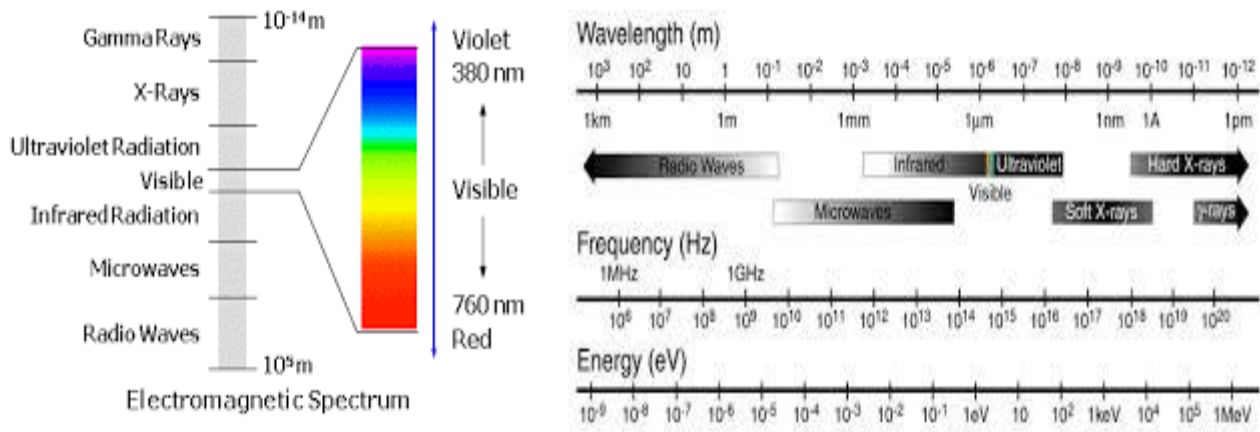 10⁻¹⁴m
Gamma Rays
X-Rays
Ultraviolet Radiation
Visible
Infrared Radiation
Microwaves
Radio Waves
10⁵m
Electromagnetic Spectrum
Violet
380 nm
Visible
760 nm
Red
Wavelength (m)
10³ 10² 10 1 10⁻¹ 10⁻² 10⁻³ 10⁻⁴ 10⁻⁵ 10⁻⁶ 10⁻⁷ 10⁻⁸ 10⁻⁹ 10⁻¹⁰ 10⁻¹¹ 10⁻¹²
1km 1m 1mm 1μm 1nm 1A 1pm
Radio Waves Infrared Ultraviolet Hard X-rays
Visible
Microwaves Soft X-rays γ-rays
Frequency (Hz)
1MHz 1GHz
10⁶ 10⁷ 10⁸ 10⁹ 10¹⁰ 10¹¹ 10¹² 10¹³ 10¹⁴ 10¹⁵ 10¹⁶ 10¹⁷ 10¹⁸ 10¹⁹ 10²⁰
Energy (eV)
10⁻⁹ 10⁻⁸ 10⁻⁷ 10⁻⁶ 10⁻⁵ 10⁻⁴ 10⁻³ 10⁻² 10⁻¹ 1eV 10 10² 1keV 10⁴ 10⁵ 1MeV